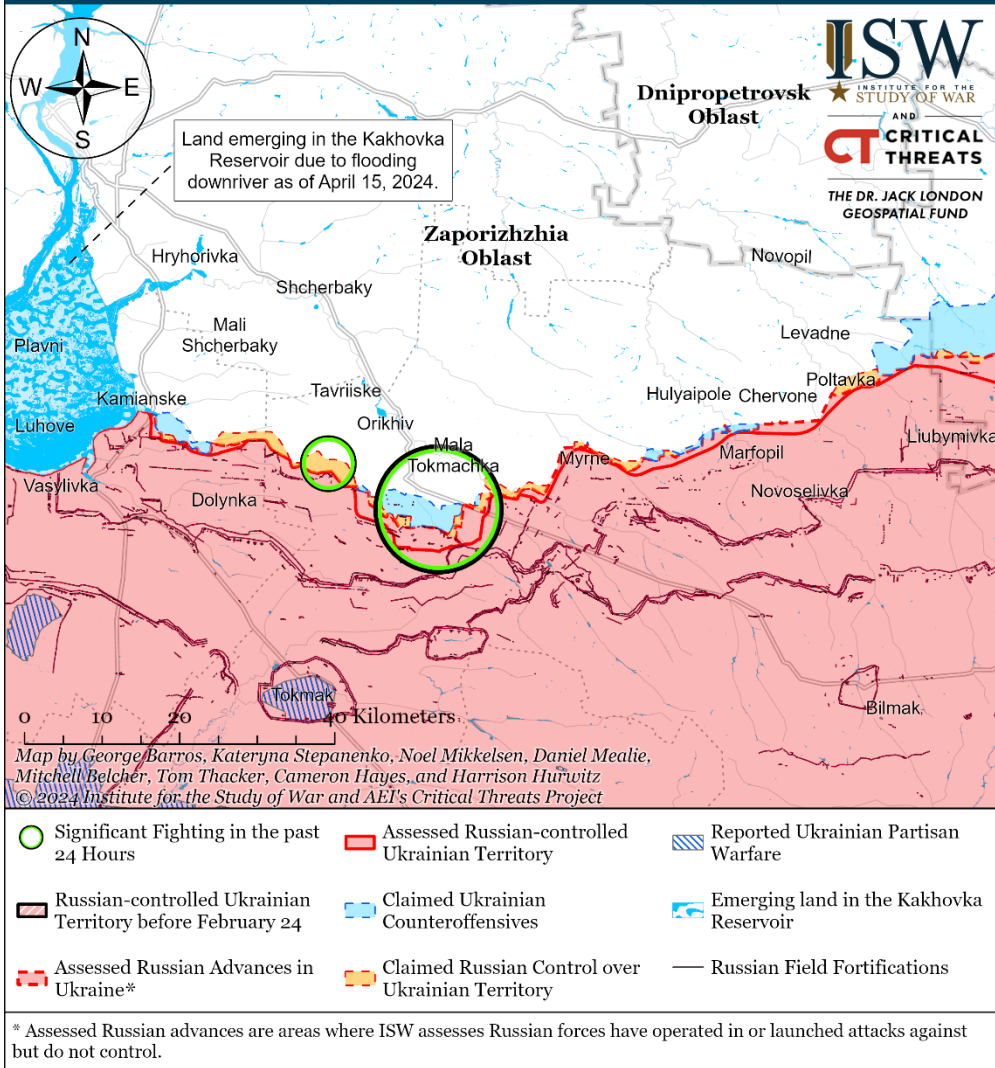 N
W
E
S
ISW
INSTITUTE FOR THE
STUDY OF WAR
AND
CT CRITICAL
THREATS
THE DR. JACK LONDON
GEOSPATIAL FUND
Dnipropetrovsk
Oblast
Land emerging in the Kakhovka
Reservoir due to flooding
downriver as of April 15, 2024.
Zaporizhzhia
Oblast
Hryhorivka
Novopil
Shcherbaky
Mali
Shcherbaky
Levadne
Plavni
Tavriiske
Poltavka
Kamianske
Hulyaipole
Chervone
Luhove
Orikhiv
Mala
Tokmachka
Myrne
Marfopil
Liubymivka
Vasylivka
Dolynka
Novoselivka
Tokmak
Bilmak
0 10 20 40 Kilometers
Map by George Barros, Kateryna Stepanenko, Noel Mikkelsen, Daniel Mealie,
Mitchell Belcher, Tom Thacker, Cameron Hayes, and Harrison Hurwitz
© 2024 Institute for the Study of War and AEI's Critical Threats Project
Significant Fighting in the past
24 Hours
Assessed Russian-controlled
Ukrainian Territory
Reported Ukrainian Partisan
Warfare
Russian-controlled Ukrainian
Territory before February 24
Claimed Ukrainian
Counteroffensives
Emerging land in the Kakhovka
Reservoir
Assessed Russian Advances in
Ukraine*
Claimed Russian Control over
Ukrainian Territory
Russian Field Fortifications
* Assessed Russian advances are areas where ISW assesses Russian forces have operated in or launched attacks against
but do not control.